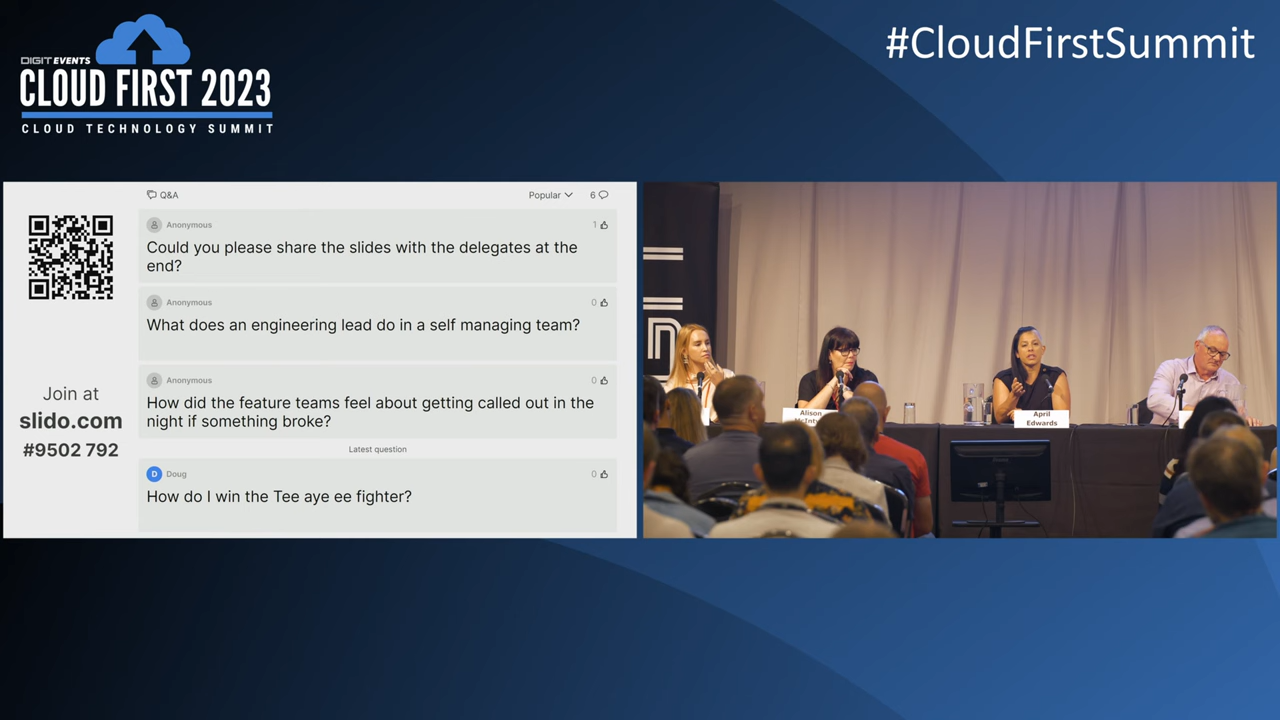 DIGIT EVENTS
CLOUD FIRST 2023
CLOUD TECHNOLOGY SUMMIT
#CloudFirstSummit
Q&A
Popular
6
Anonymous
1
Could you please share the slides with the delegates at the
end?
Anonymous
0
What does an engineering lead do in a self managing team?
Anonymous
0
How did the feature teams feel about getting called out in the
night if something broke?
Latest question
D
Doug
0
How do I win the Tee aye ee fighter?
Join at
slido.com
#9502 792
Alison
April
Edwards